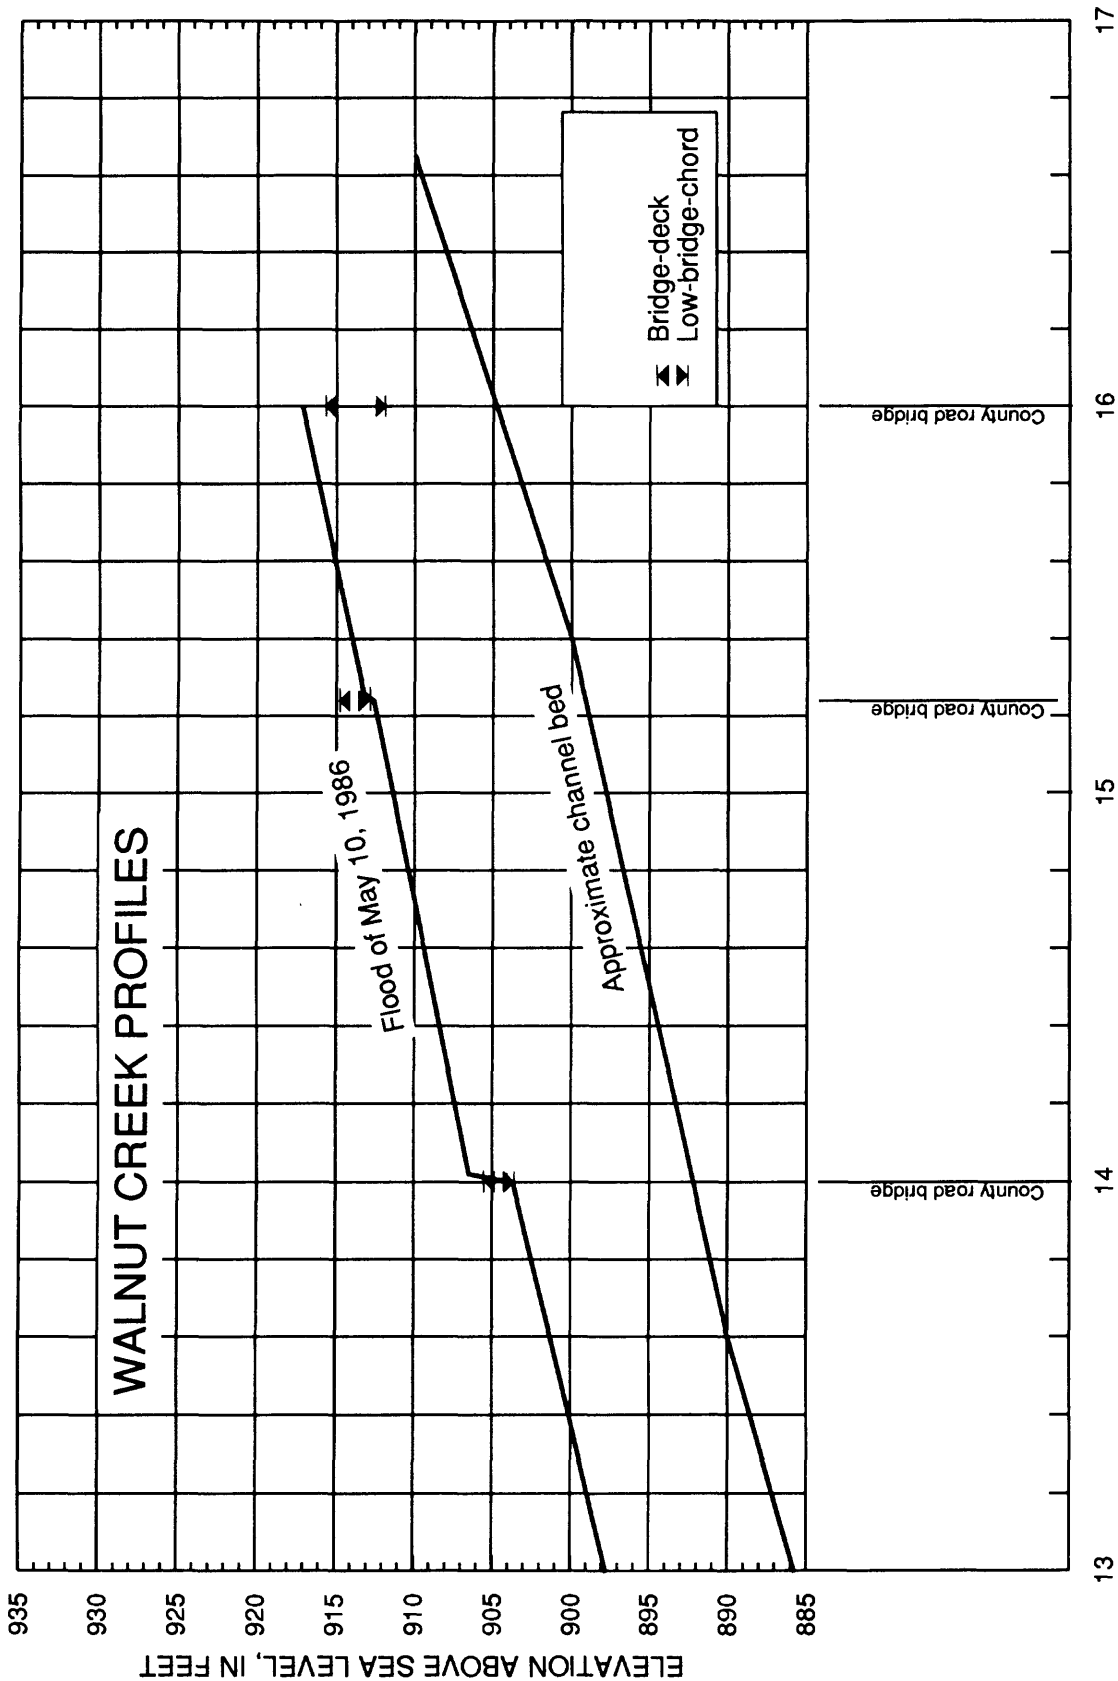 WALNUT CREEK PROFILES
ELEVATION ABOVE SEA LEVEL, IN FEET
935
930
925
920
915
910
905
900
895
890
885
Flood of May 10, 1986
Approximate channel bed
Bridge-deck
Low-bridge-chord
County road bridge
County road bridge
County road bridge
13
14
15
16
17